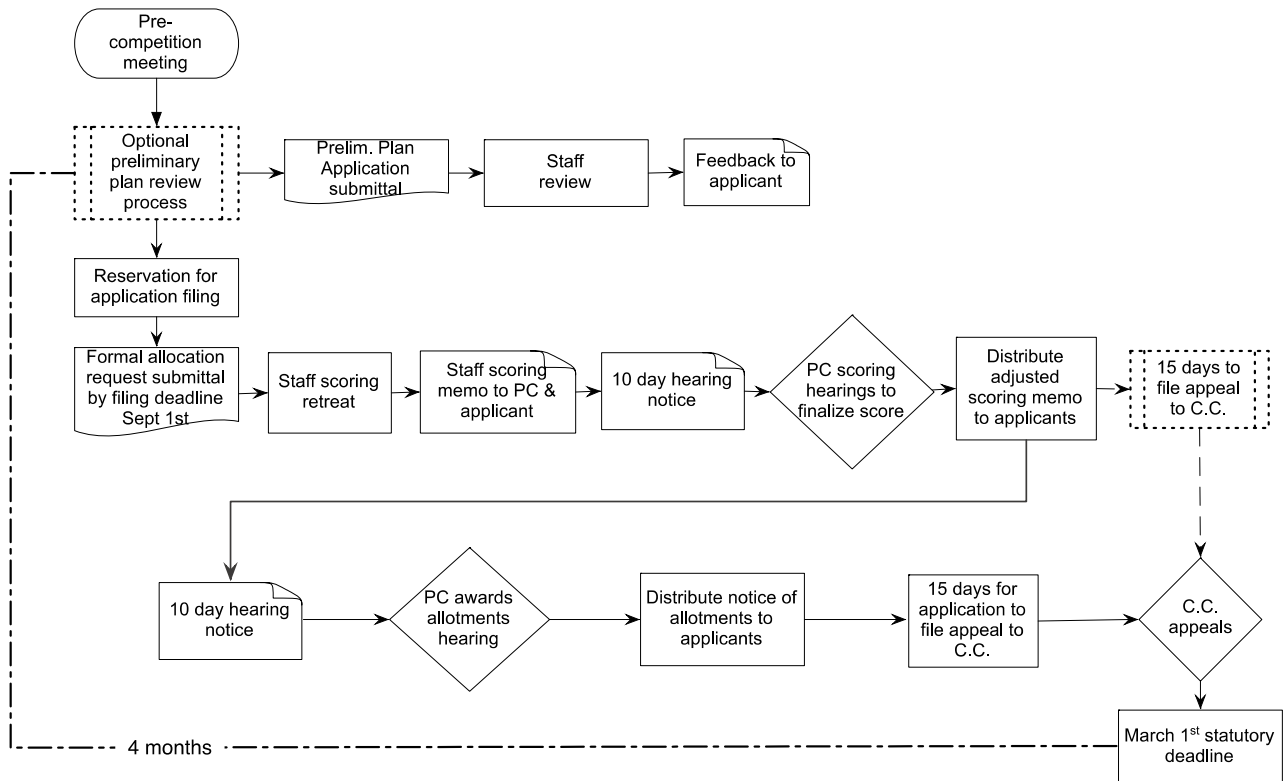 Pre-
competition
meeting
Optional
preliminary
plan review
process
Prelim. Plan
Application
submittal
Staff
review
Feedback to
applicant
Reservation for
application filing
Formal allocation
request submittal
by filing deadline
Sept 1st
Staff scoring
retreat
Staff scoring
memo to PC &
applicant
10 day hearing
notice
PC scoring
hearings to
finalize score
Distribute
adjusted
scoring memo
to applicants
15 days to
file appeal
to C.C.
10 day hearing
notice
PC awards
allotments
hearing
Distribute notice of
allotments to
applicants
15 days for
application to
file appeal to
C.C.
C.C.
appeals
March 1st statutory
deadline
4 months